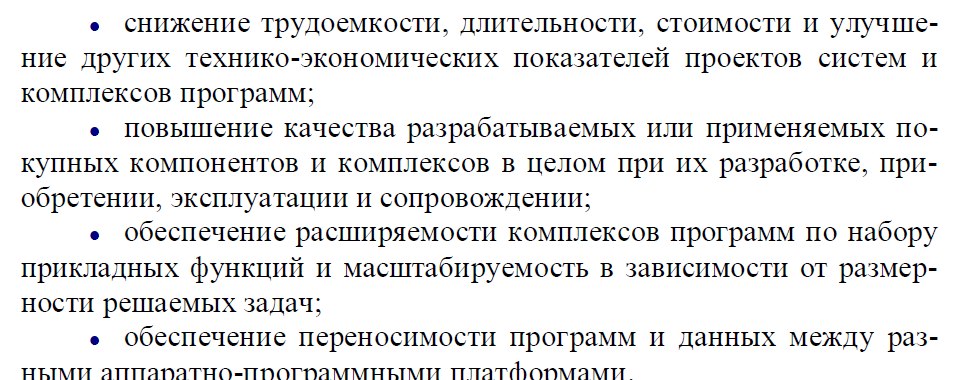 • снижение трудоемкости, длительности, стоимости и улучше-
ние других технико-экономических показателей проектов систем и
комплексов программ;
• повышение качества разрабатываемых или применяемых по-
купных компонентов и комплексов в целом при их разработке, при-
обретении, эксплуатации и сопровождении;
• обеспечение расширяемости комплексов программ по набору
прикладных функций и масштабируемость в зависимости от размер-
ности решаемых задач;
• обеспечение переносимости программ и данных между раз-
ными аппаратно-программными платформами.